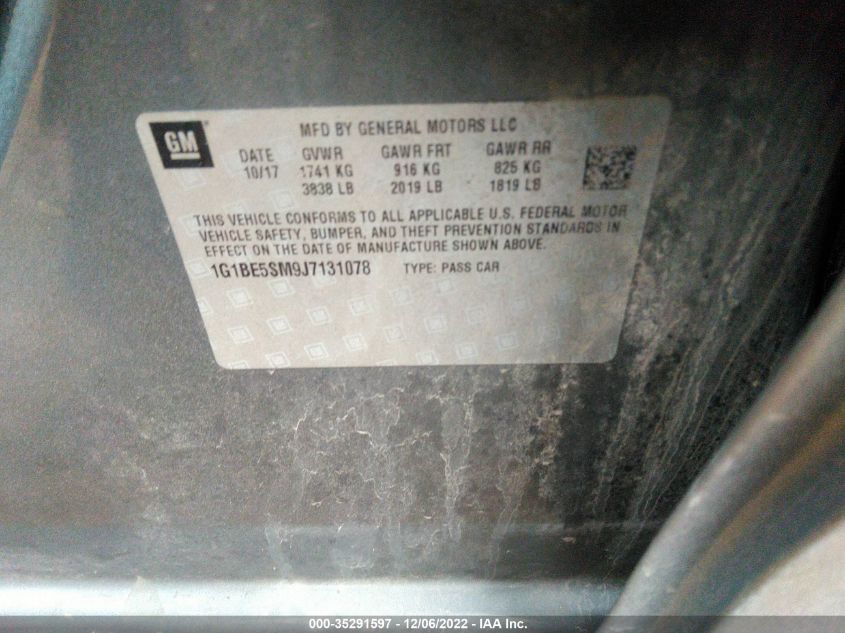 GM
MFD BY GENERAL MOTORS LLC
DATE GVWR GAWR FRT GAWR RR
10/17 1741 KG 916 KG 825 KG
3838 LB 2019 LB 1819 LB
THIS VEHICLE CONFORMS TO ALL APPLICABLE U.S. FEDERAL MOTOR
VEHICLE SAFETY, BUMPER, AND THEFT PREVENTION STANDARDS IN
EFFECT ON THE DATE OF MANUFACTURE SHOWN ABOVE.
1G1BE5SM9J7131078 TYPE: PASS CAR
000-35291597 - 12/06/2022 - IAA Inc.